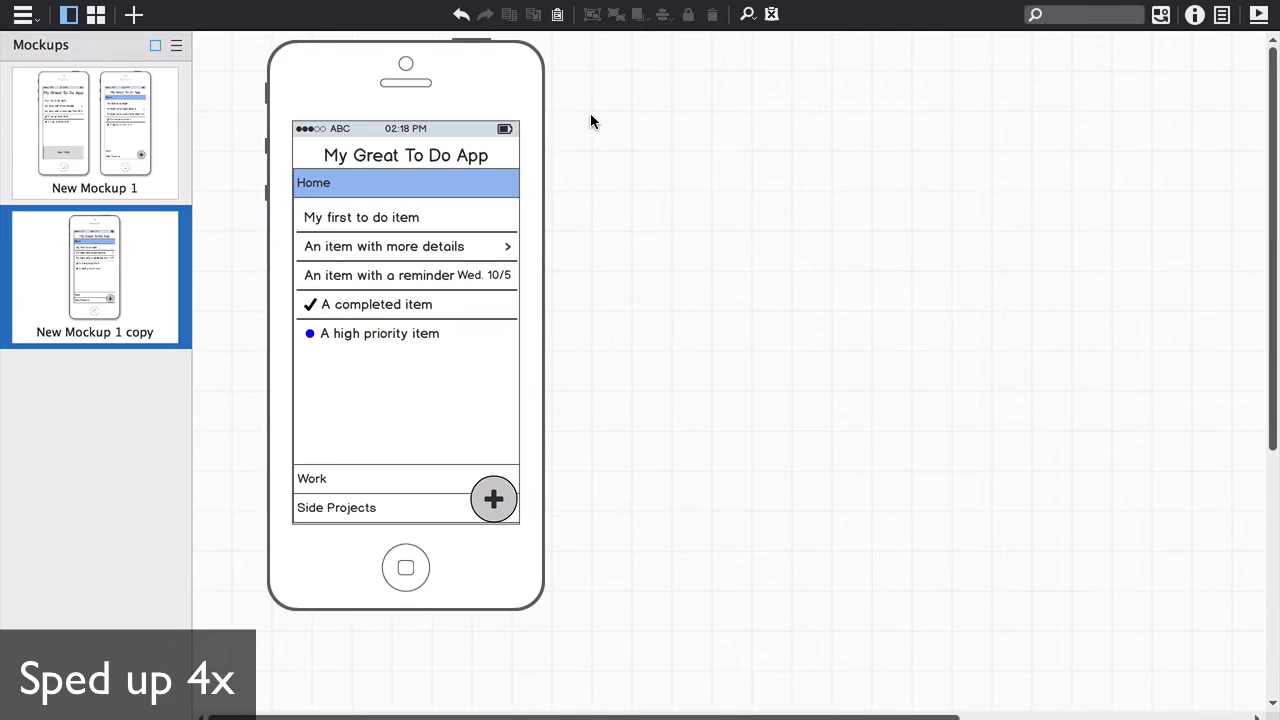 Mockups
New Mockup 1
New Mockup 1 copy
ABC 02:18 PM
My Great To Do App
Home
My first to do item
An item with more details
An item with a reminder Wed. 10/5
A completed item
A high priority item
Work
Side Projects
Sped up 4x